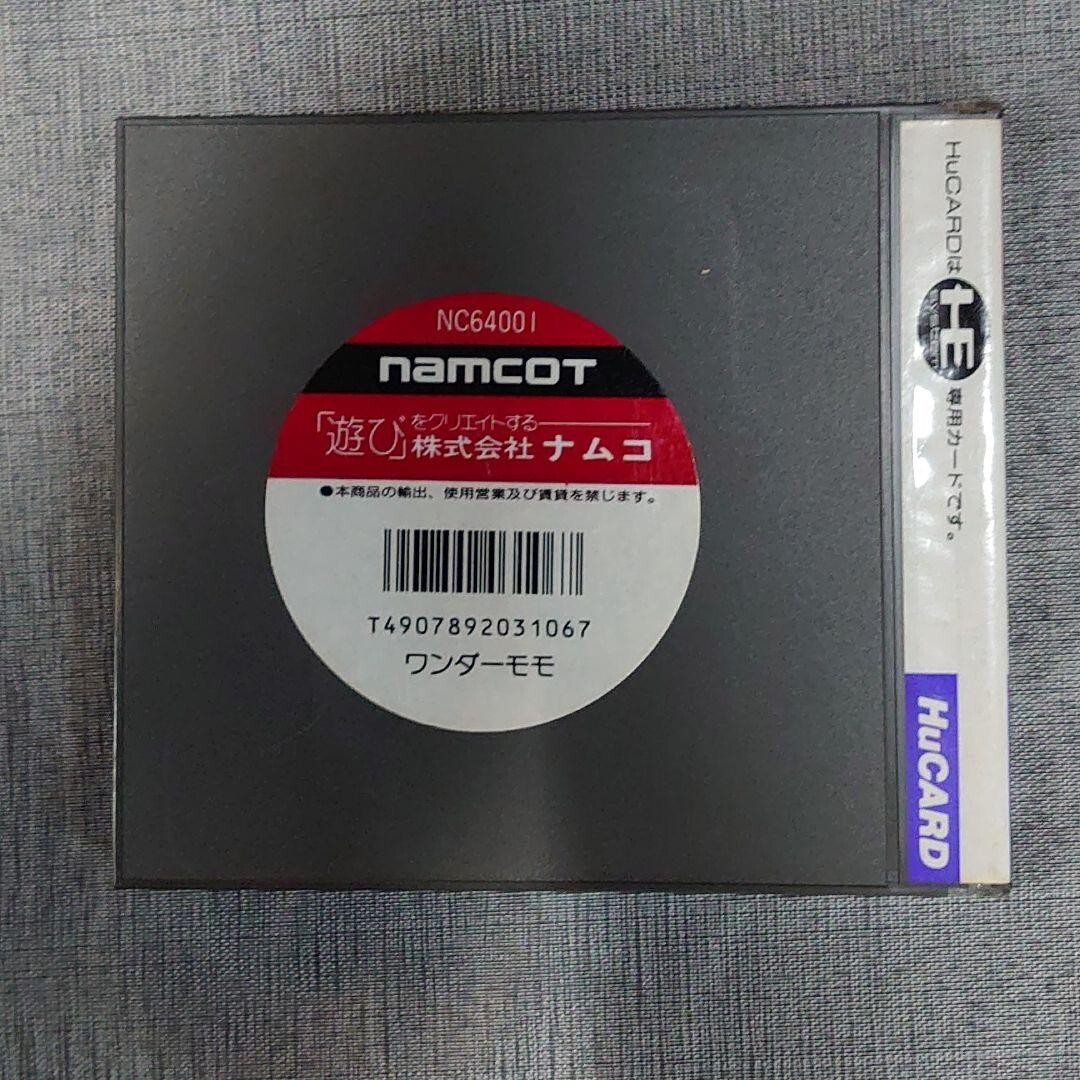 NC64001
namcoT
「遊び」をクリエイトする
株式会社ナムコ
●本商品の輸出、使用営業及び賃貸を禁じます。
T4907892031067
ワンダーモモ
HuCARDは HE SYSTEM 専用カードです。
HuCARD